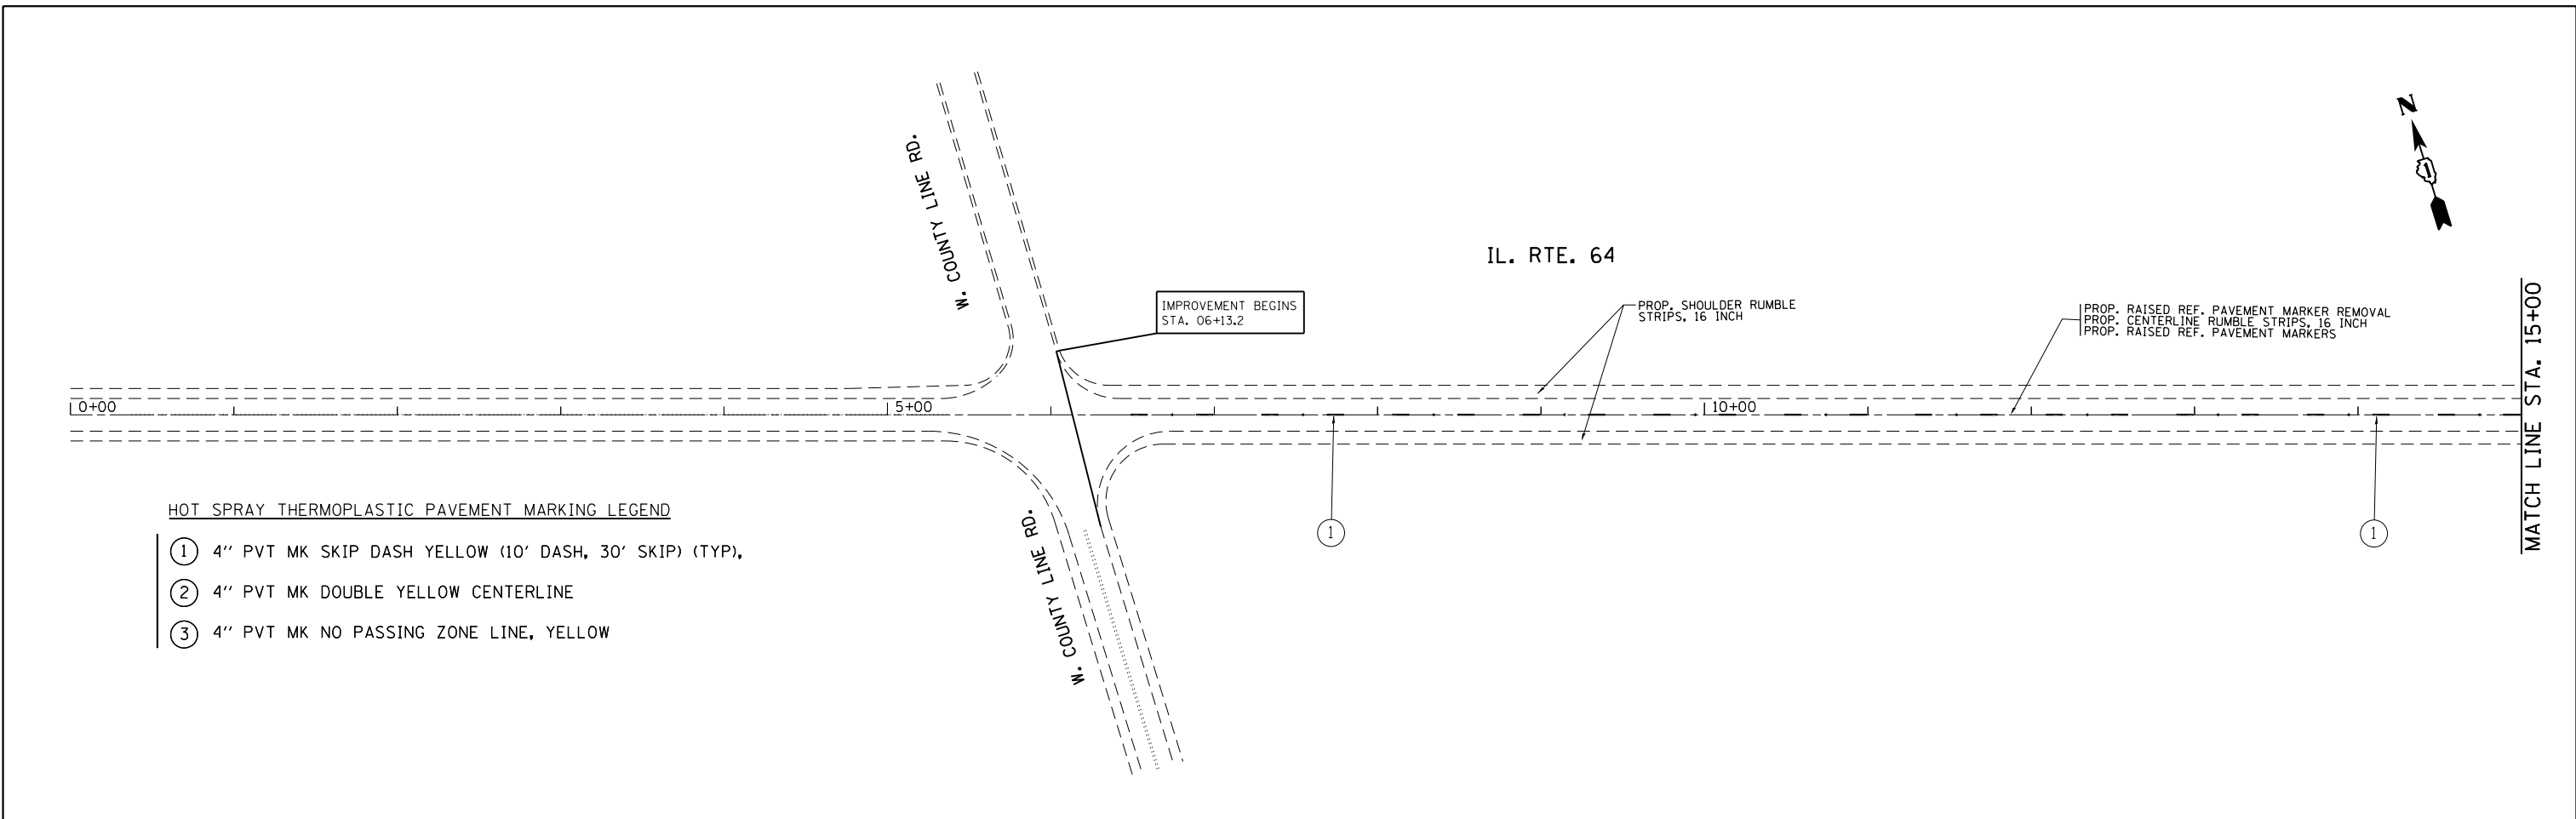 N
W. COUNTY LINE RD.
IL. RTE. 64
IMPROVEMENT BEGINS
STA. 06+13.2
PROP. SHOULDER RUMBLE
STRIPS, 16 INCH
PROP. RAISED REF. PAVEMENT MARKER REMOVAL
PROP. CENTERLINE RUMBLE STRIPS, 16 INCH
PROP. RAISED REF. PAVEMENT MARKERS
MATCH LINE STA. 15+00
0+00
5+00
10+00
HOT SPRAY THERMOPLASTIC PAVEMENT MARKING LEGEND
1 4" PVT MK SKIP DASH YELLOW (10' DASH, 30' SKIP) (TYP),
2 4" PVT MK DOUBLE YELLOW CENTERLINE
3 4" PVT MK NO PASSING ZONE LINE, YELLOW
W. COUNTY LINE RD.
1
1